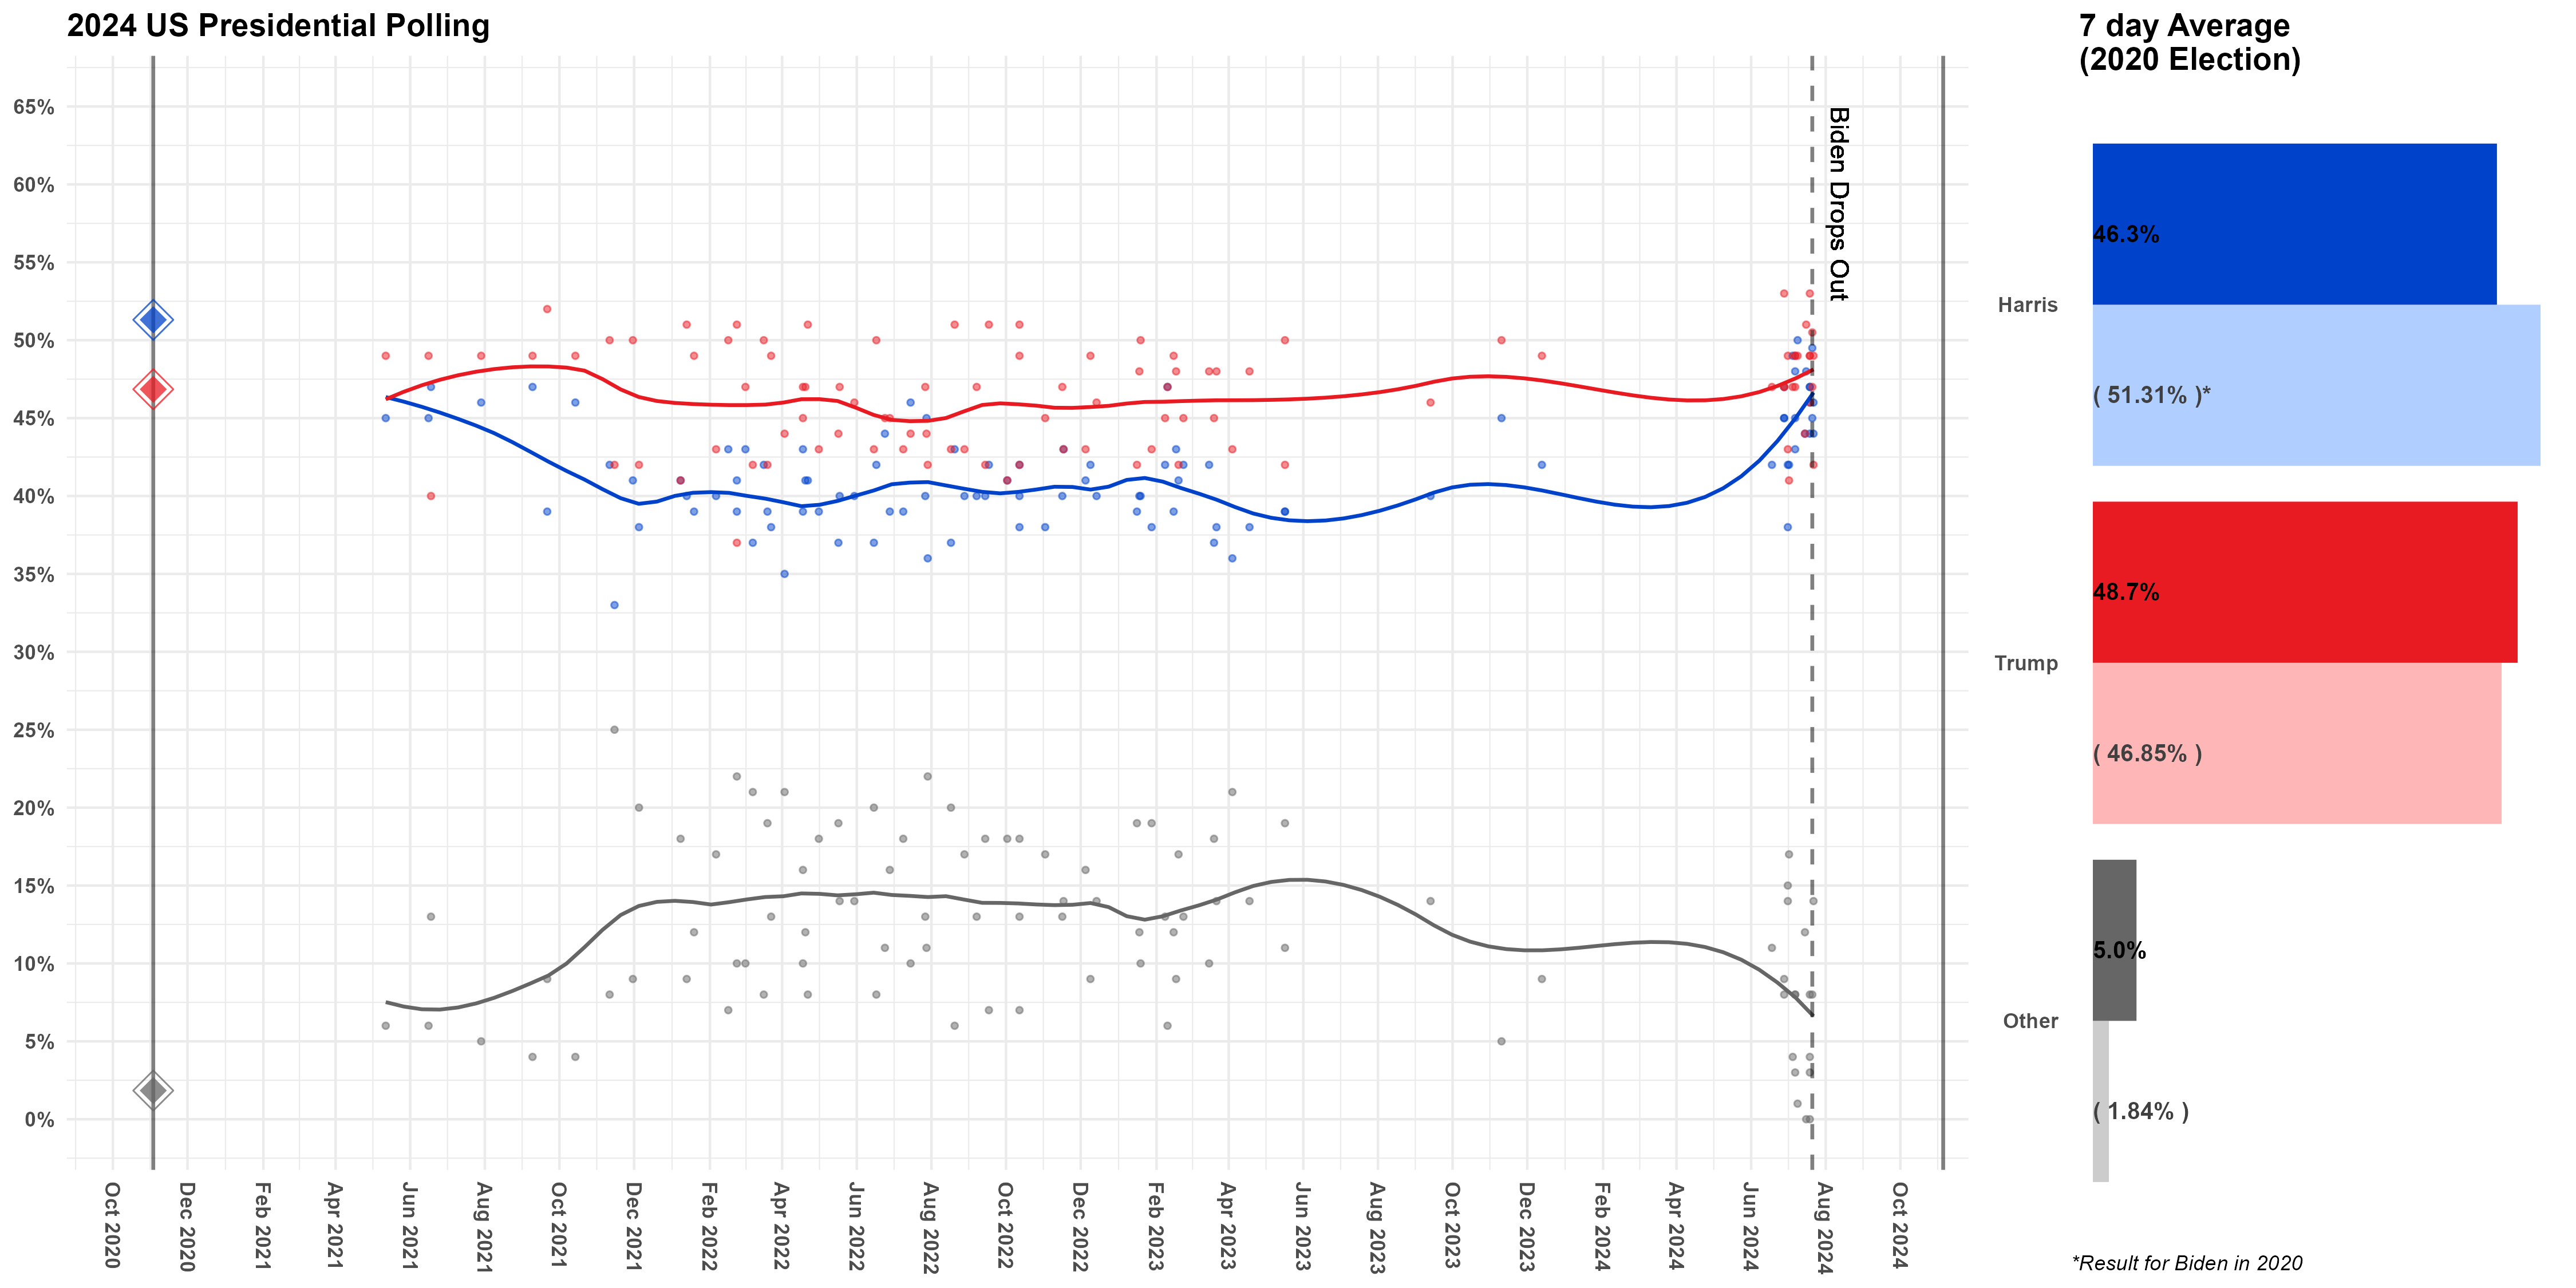 2024 US Presidential Polling
7 day Average
(2020 Election)
65%
60%
55%
50%
45%
40%
35%
30%
25%
20%
15%
10%
5%
0%
Biden Drops Out
Oct 2020
Dec 2020
Feb 2021
Apr 2021
Jun 2021
Aug 2021
Oct 2021
Dec 2021
Feb 2022
Apr 2022
Jun 2022
Aug 2022
Oct 2022
Dec 2022
Feb 2023
Apr 2023
Jun 2023
Aug 2023
Oct 2023
Dec 2023
Feb 2024
Apr 2024
Jun 2024
Aug 2024
Oct 2024
Harris
46.3%
( 51.31% )*
Trump
48.7%
( 46.85% )
Other
5.0%
( 1.84% )
*Result for Biden in 2020